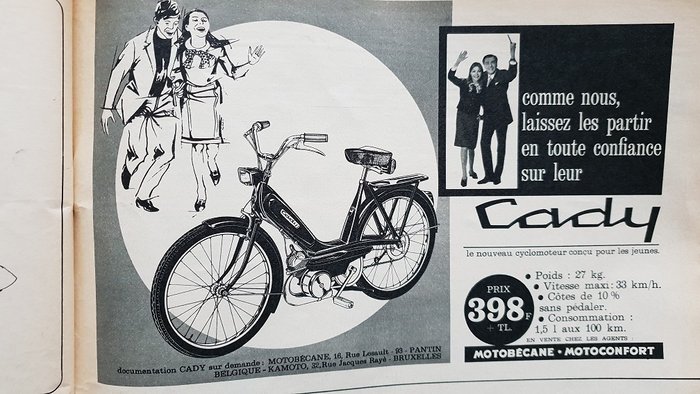 comme nous,
laissez les partir
en toute confiance
sur leur
Cady
le nouveau cyclomoteur conçu pour les jeunes.
PRIX
398F
+ TL.
• Poids : 27 kg.
• Vitesse maxi: 33 km/h.
• Côtes de 10 %
sans pédaler.
• Consommation :
1,5 l aux 100 km.
EN VENTE CHEZ LES AGENTS :
MOTOBÉCANE • MOTOCONFORT
documentation CADY sur demande : MOTOBÉCANE, 16, Rue Lesault - 93 - PANTIN
BELGIQUE - KAMOTO, 32, Rue Jacques Rayé - BRUXELLES